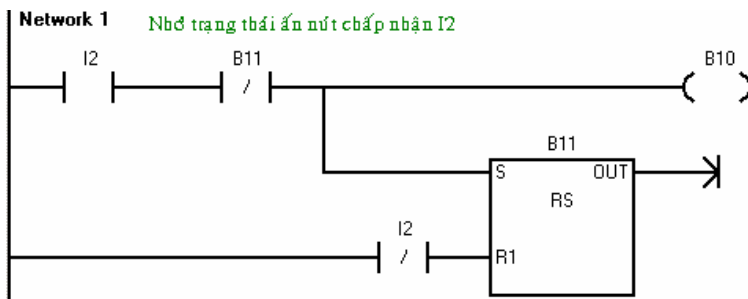 Network 1 Nhớ trạng thái ấn nút chấp nhận I2
I2 B11 B10
B11
S OUT
RS
I2
R1